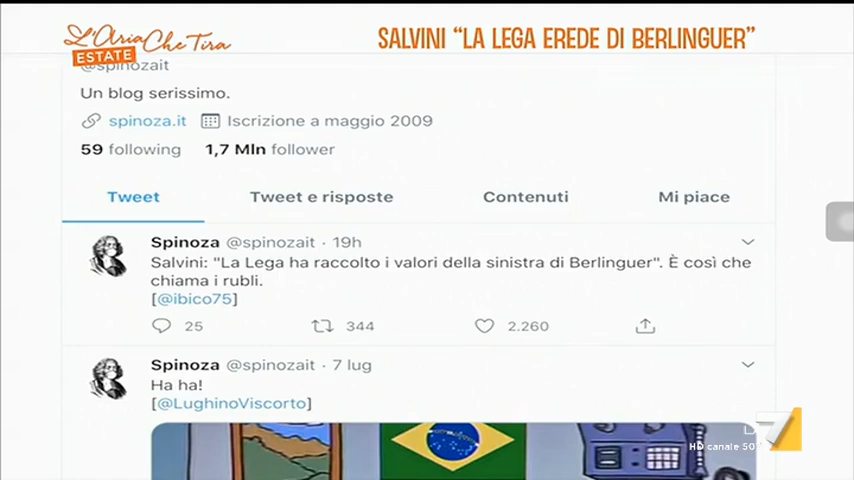 L'Aria Che Tira
ESTATE
SALVINI “LA LEGA EREDE DI BERLINGUER”
@spinozait
Un blog serissimo.
spinoza.it Iscrizione a maggio 2009
59 following 1,7 Mln follower
Tweet Tweet e risposte Contenuti Mi piace
Spinoza @spinozait · 19h
Salvini: "La Lega ha raccolto i valori della sinistra di Berlinguer". È così che
chiama i rubli.
[@ibico75]
25 344 2.260
Spinoza @spinozait · 7 lug
Ha ha!
[@LughinoViscorto]
LA7
HD canale 50